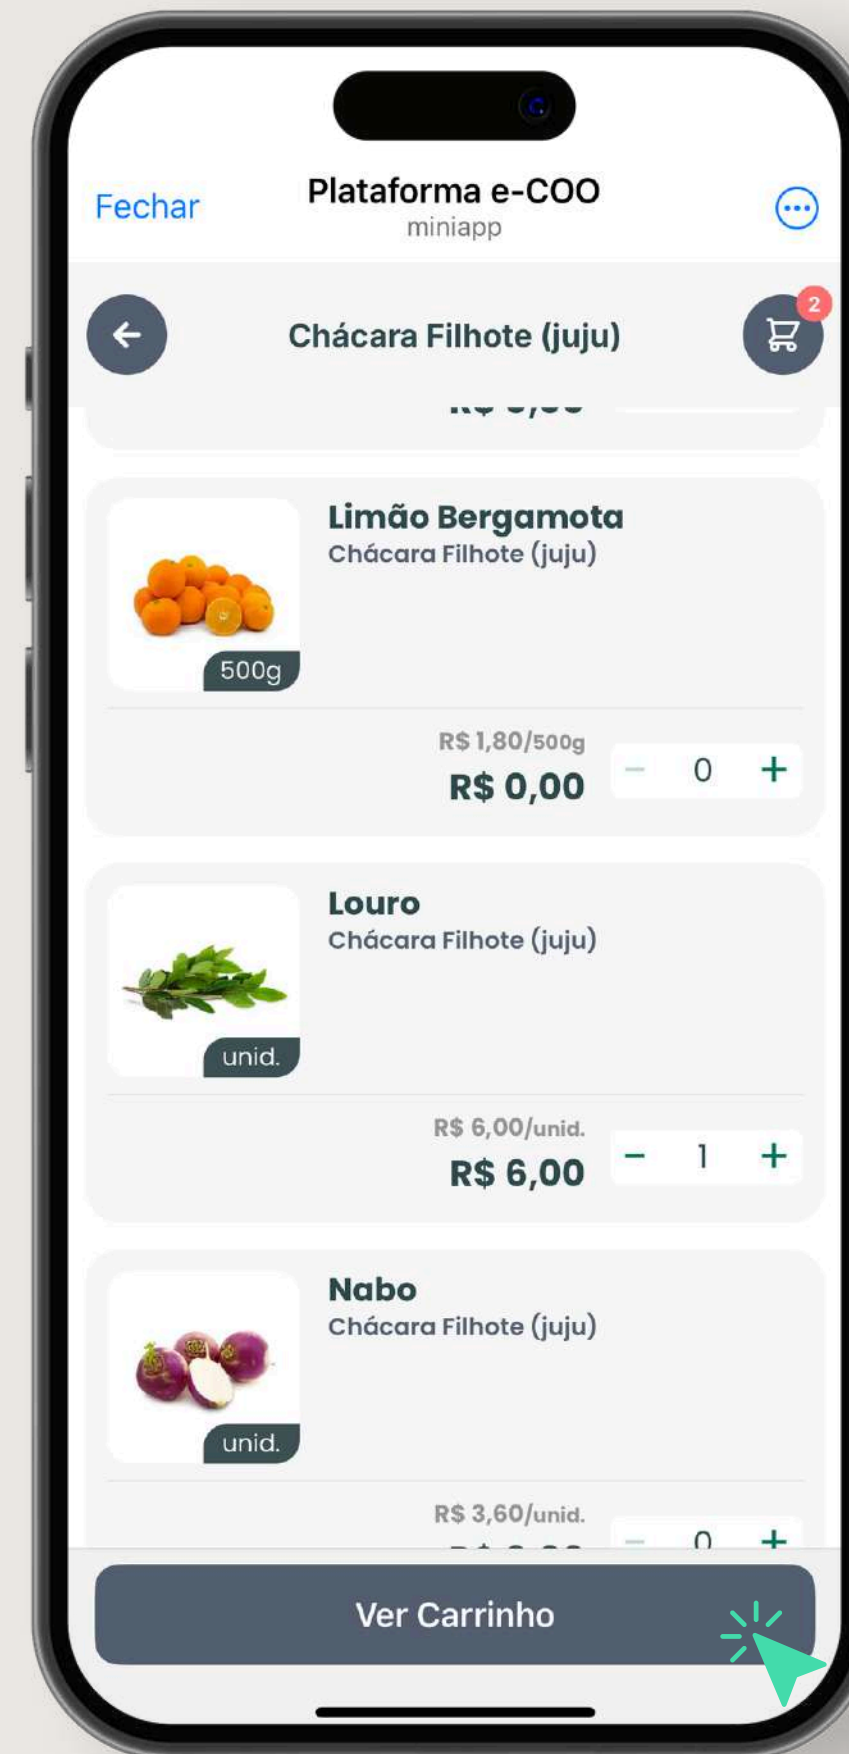 Fechar
Plataforma e-COO
miniapp
Chácara Filhote (juju)
2
Limão Bergamota
Chácara Filhote (juju)
500g
R$ 1,80/500g
R$ 0,00
- 0 +
Louro
Chácara Filhote (juju)
unid.
R$ 6,00/unid.
R$ 6,00
- 1 +
Nabo
Chácara Filhote (juju)
unid.
R$ 3,60/unid.
- 0 +
Ver Carrinho